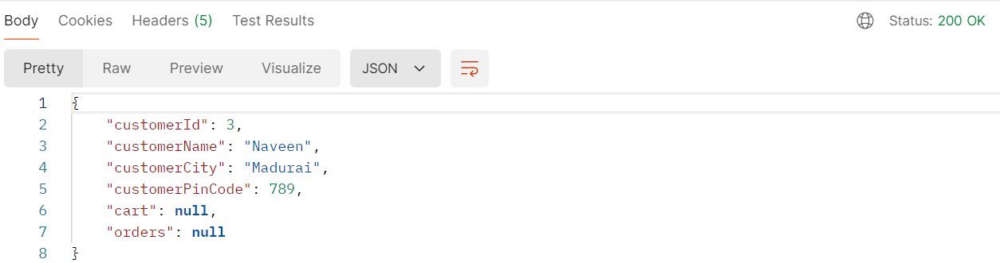 Body Cookies Headers (5) Test Results Status: 200 OK
Pretty Raw Preview Visualize JSON
1 {
2 "customerId": 3,
3 "customerName": "Naveen",
4 "customerCity": "Madurai",
5 "customerPinCode": 789,
6 "cart": null,
7 "orders": null
8 }